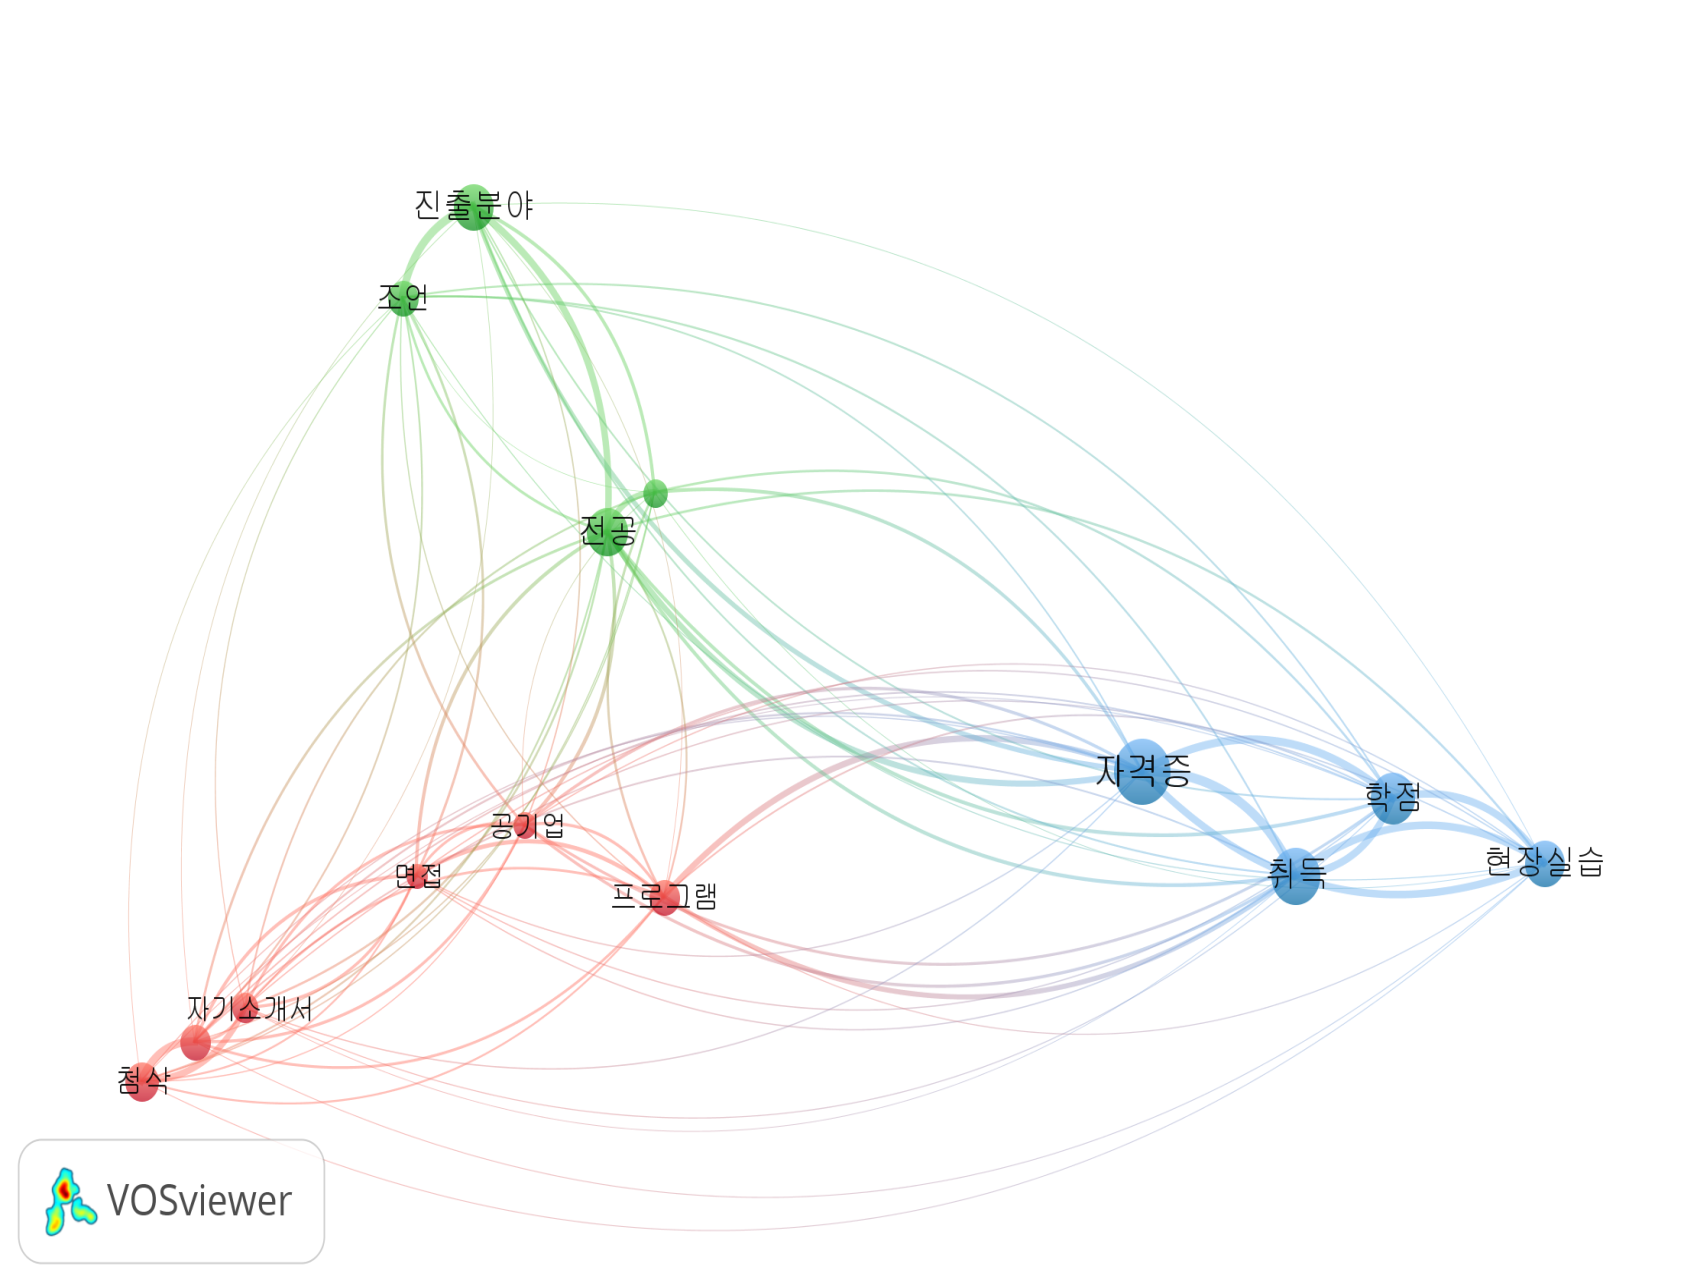 진출분야
조언
전공
자격증
학점
공기업
현장실습
면접
취득
프로그램
자기소개서
첨삭
VOSviewer